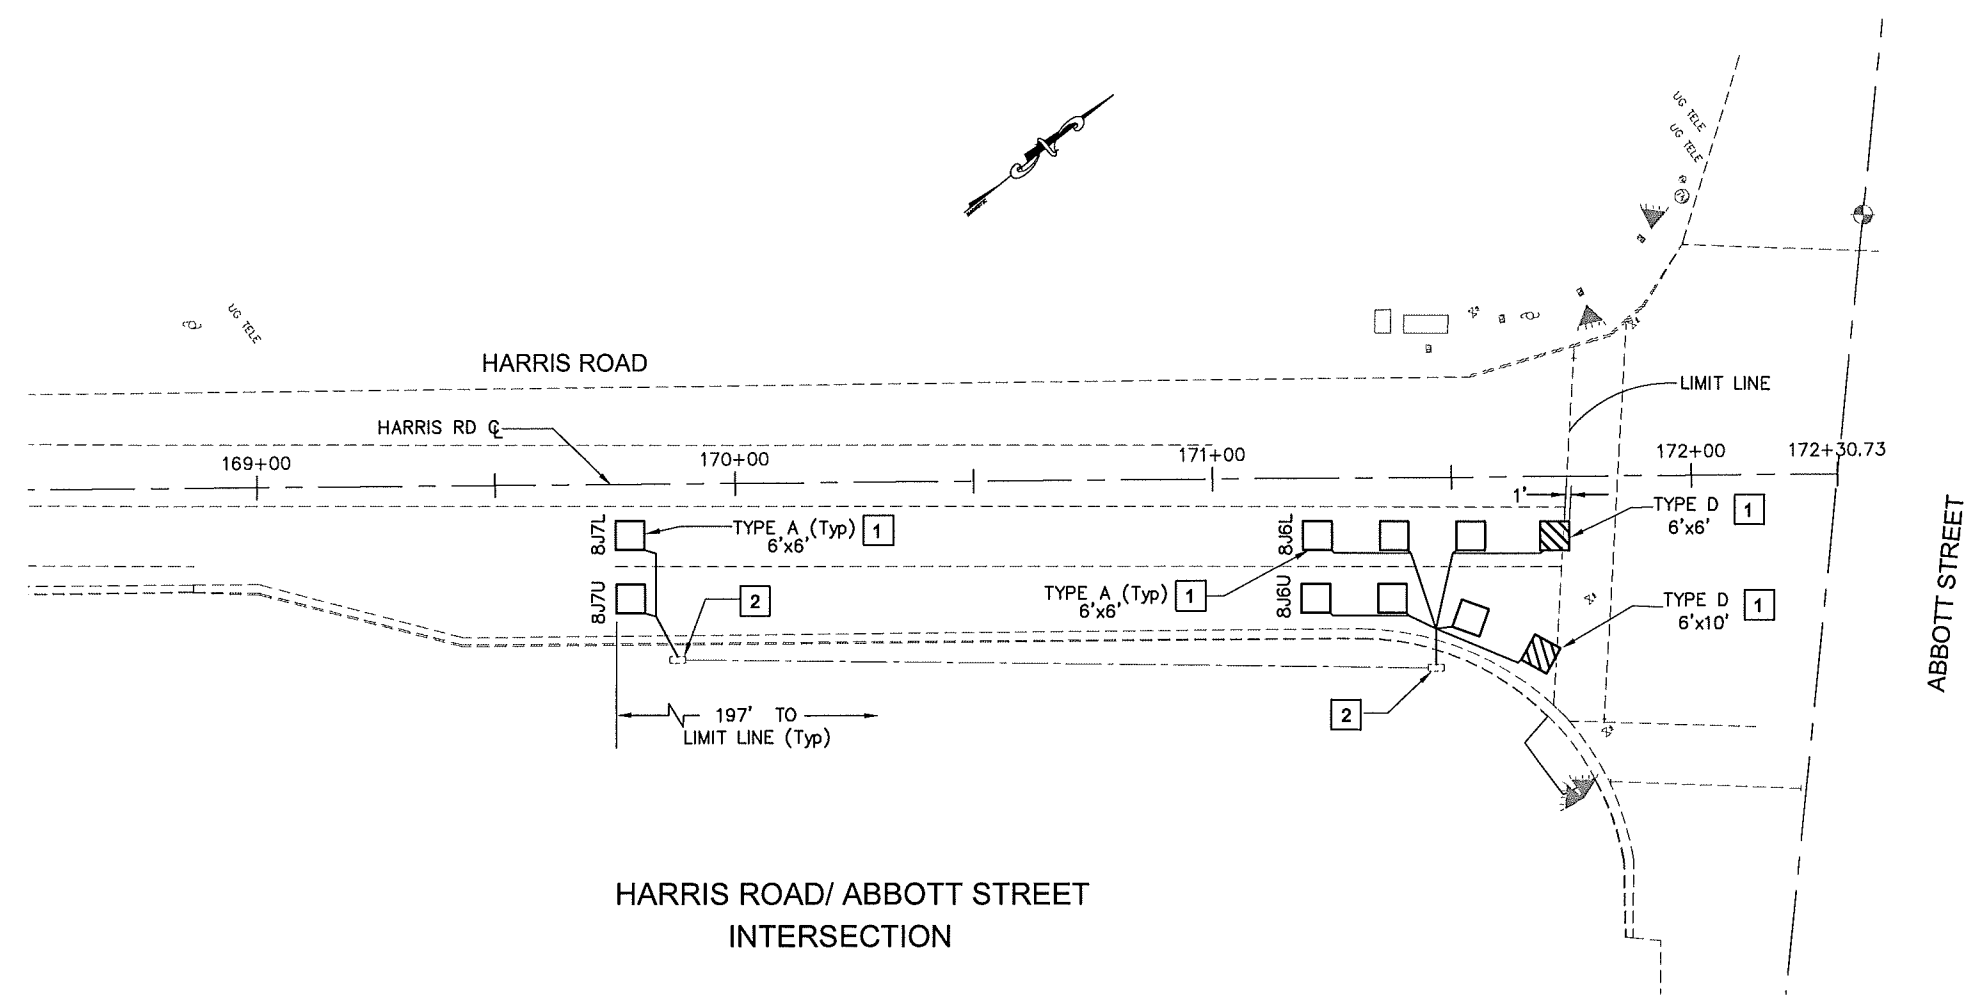 UG TELE
UG TELE
UG TELE
HARRIS ROAD
LIMIT LINE
HARRIS RD ℄
169+00
170+00
171+00
172+00
172+30.73
1'
8J7L
TYPE A (Typ) 1
6'x6'
8J6L
TYPE D 1
6'x6'
8J7U
2
TYPE A (Typ) 1
6'x6'
8J6U
TYPE D 1
6'x10'
ABBOTT STREET
197' TO
LIMIT LINE (Typ)
2
HARRIS ROAD/ ABBOTT STREET
INTERSECTION